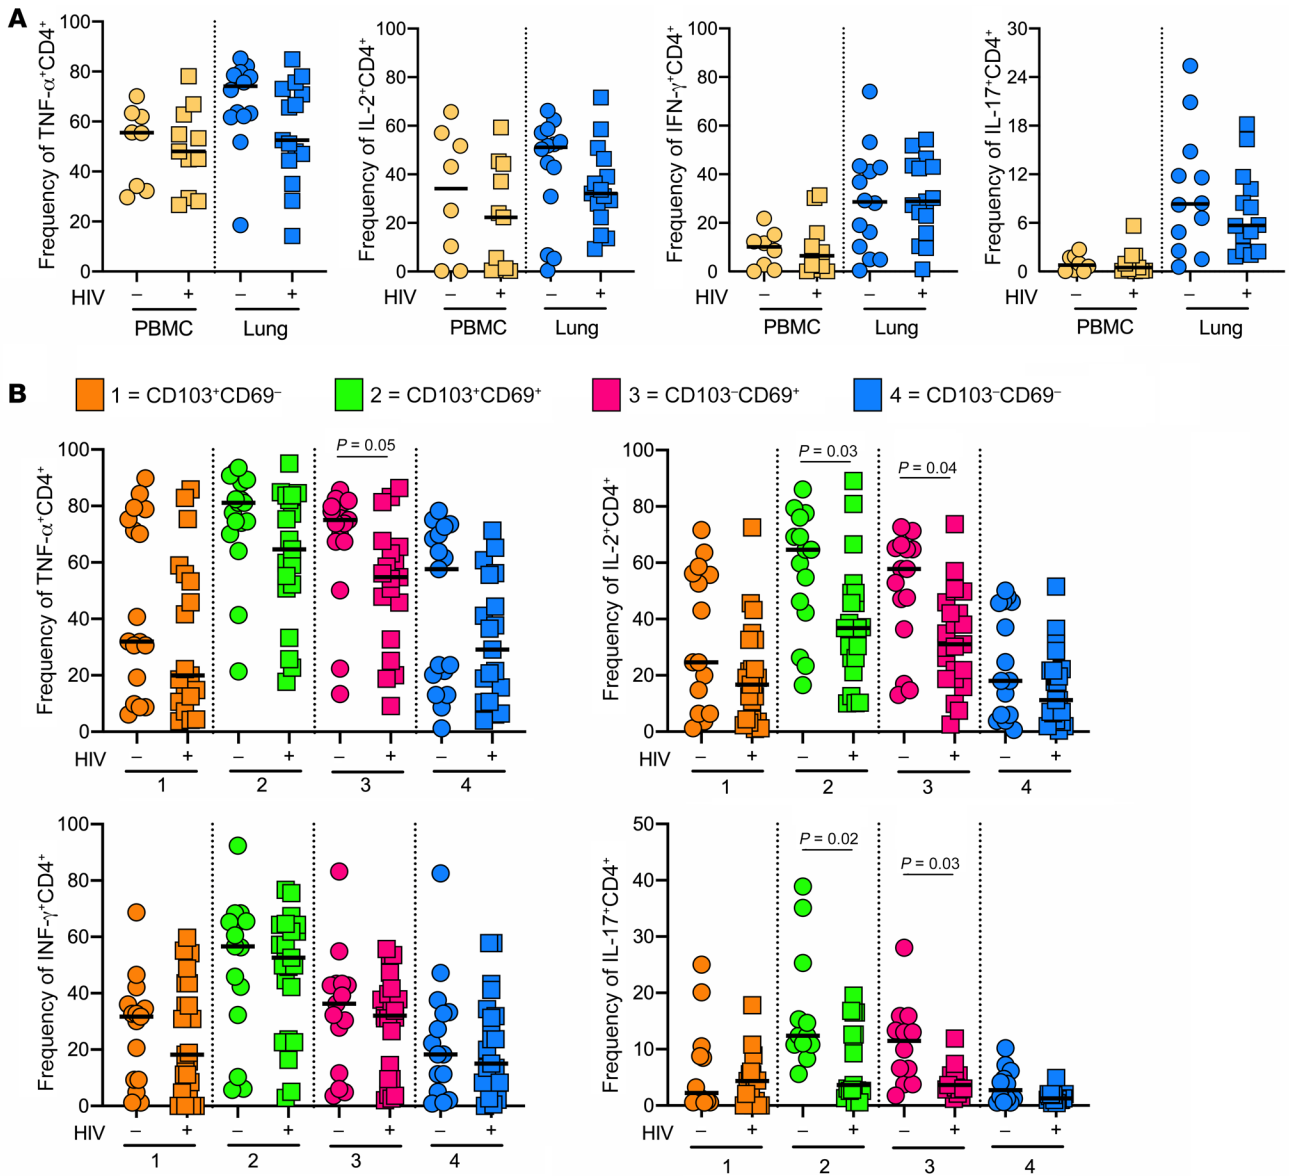 A
Frequency of TNF-α⁺CD4⁺
100
80
60
40
20
0
HIV – + – +
PBMC Lung
Frequency of IL-2⁺CD4⁺
100
80
60
40
20
0
HIV – + – +
PBMC Lung
Frequency of IFN-γ⁺CD4⁺
100
80
60
40
20
0
HIV – + – +
PBMC Lung
Frequency of IL-17⁺CD4⁺
30
24
18
12
6
0
HIV – + – +
PBMC Lung
B
1 = CD103⁺CD69⁻
2 = CD103⁺CD69⁺
3 = CD103⁻CD69⁺
4 = CD103⁻CD69⁻
Frequency of TNF-α⁺CD4⁺
100
80
60
40
20
0
P = 0.05
HIV – + – + – + – +
1 2 3 4
Frequency of IL-2⁺CD4⁺
100
80
60
40
20
0
P = 0.03
P = 0.04
HIV – + – + – + – +
1 2 3 4
Frequency of INF-γ⁺CD4⁺
100
80
60
40
20
0
HIV – + – + – + – +
1 2 3 4
Frequency of IL-17⁺CD4⁺
50
40
30
20
10
0
P = 0.02
P = 0.03
HIV – + – + – + – +
1 2 3 4